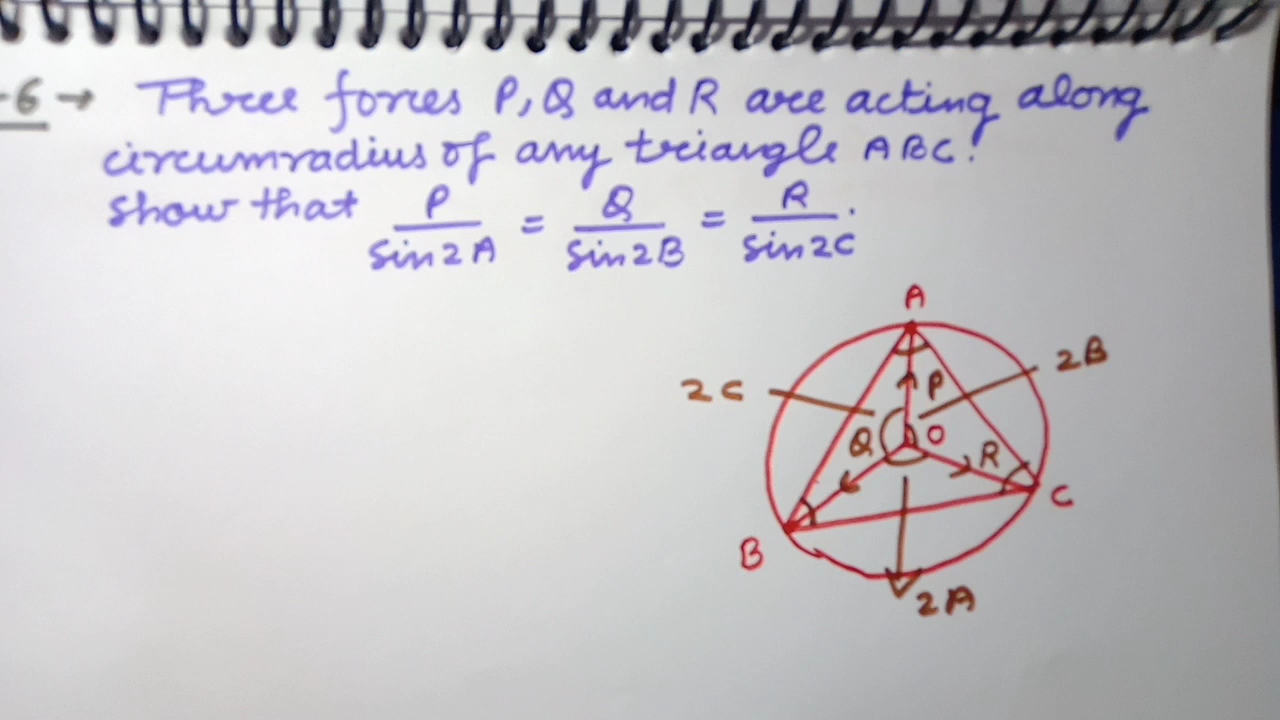 -6 → Three forces P, Q and R are acting along
circumradius of any triangle ABC.
Show that P/sin2A = Q/sin2B = R/sin2C.
A
2C
2B
P
Q
O
R
C
B
2A